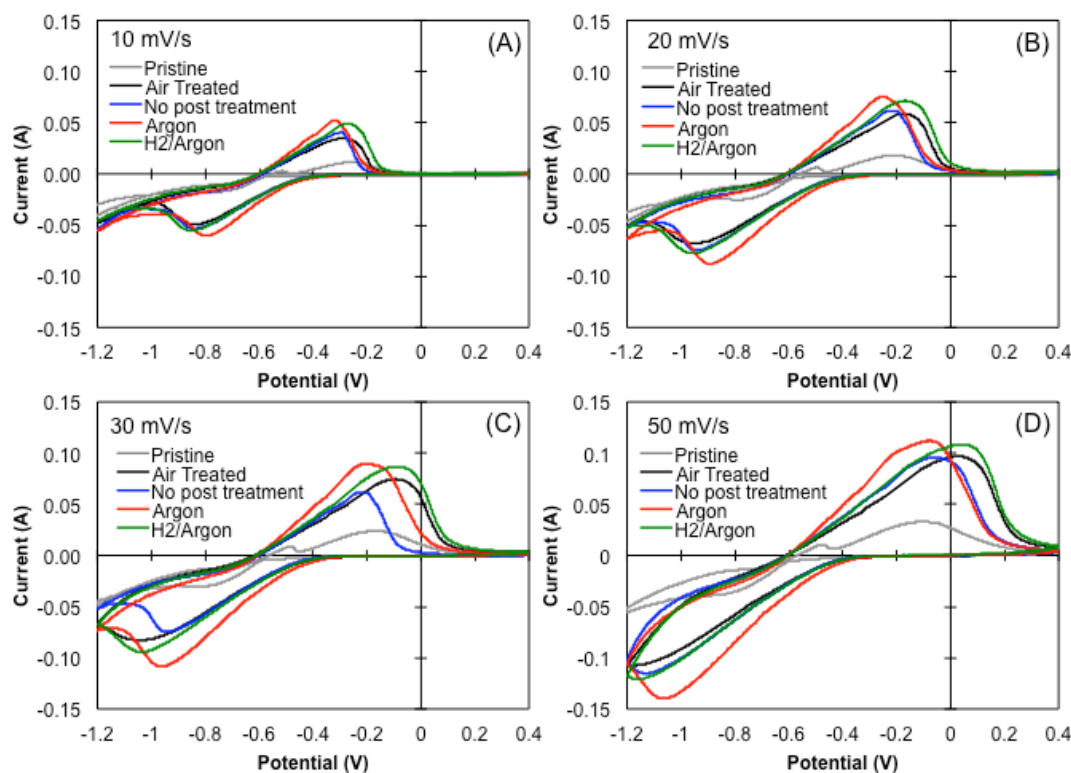 10 mV/s
(A)
Pristine
Air Treated
No post treatment
Argon
H2/Argon
0.15
0.10
0.05
0.00
-0.05
-0.10
-0.15
Current (A)
-1.2 -1 -0.8 -0.6 -0.4 -0.2 0 0.2 0.4
Potential (V)
20 mV/s
(B)
Pristine
Air Treated
No post treatment
Argon
H2/Argon
0.15
0.10
0.05
0.00
-0.05
-0.10
-0.15
Current (A)
-1.2 -1 -0.8 -0.6 -0.4 -0.2 0 0.2 0.4
Potential (V)
30 mV/s
(C)
Pristine
Air Treated
No post treatment
Argon
H2/Argon
0.15
0.10
0.05
0.00
-0.05
-0.10
-0.15
Current (A)
-1.2 -1 -0.8 -0.6 -0.4 -0.2 0 0.2 0.4
Potential (V)
50 mV/s
(D)
Pristine
Air Treated
No post treatment
Argon
H2/Argon
0.15
0.10
0.05
0
-0.05
-0.1
-0.15
Current (A)
-1.2 -1 -0.8 -0.6 -0.4 -0.2 0 0.2 0.4
Potential (V)